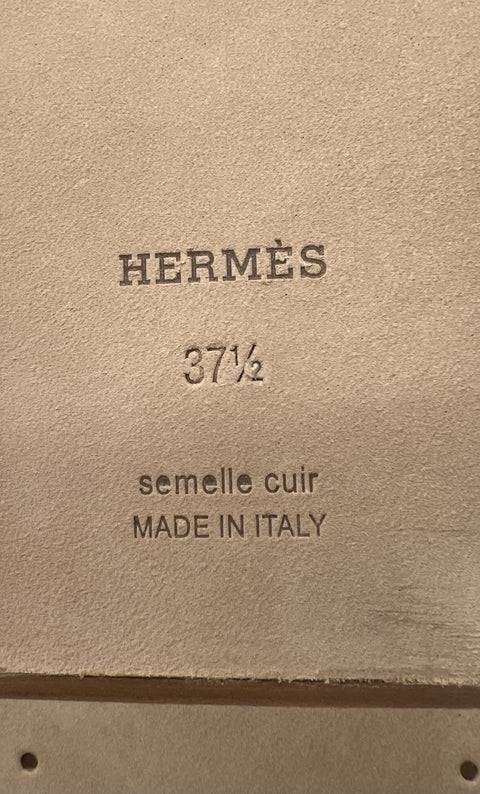 HERMÈS
37½
semelle cuir
MADE IN ITALY